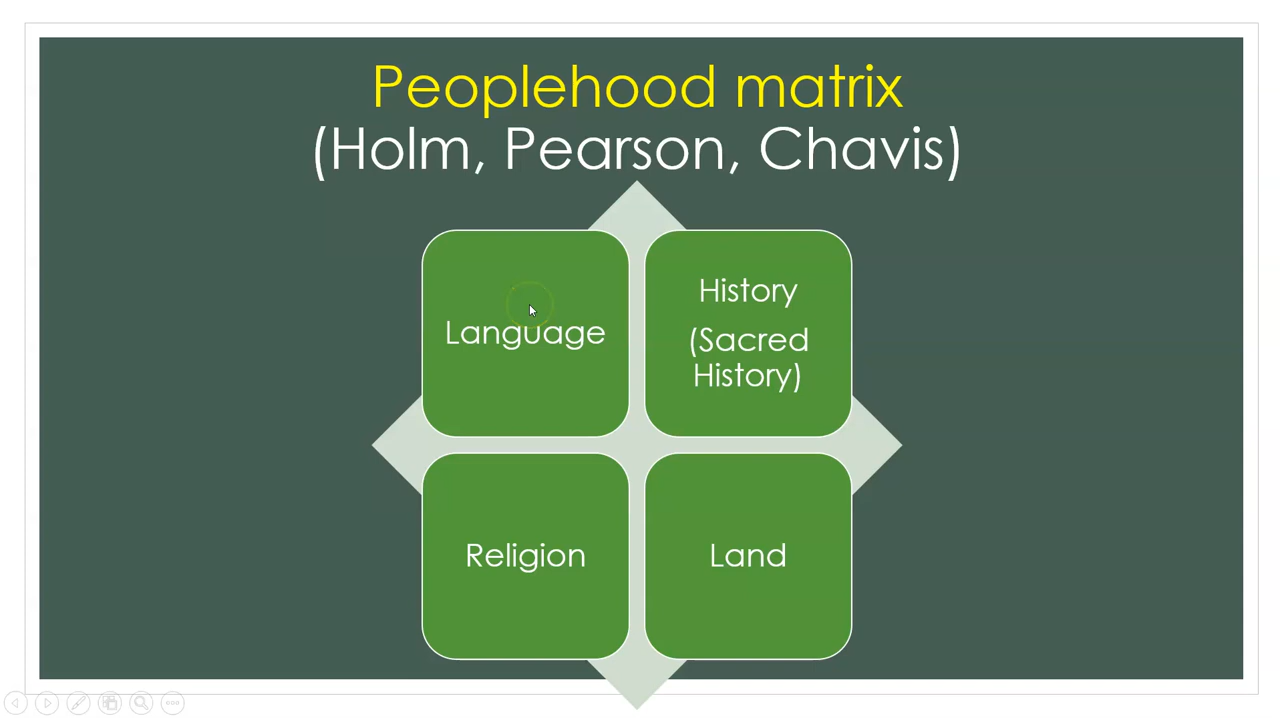 Peoplehood matrix
(Holm, Pearson, Chavis)
Language
History
(Sacred
History)
Religion
Land